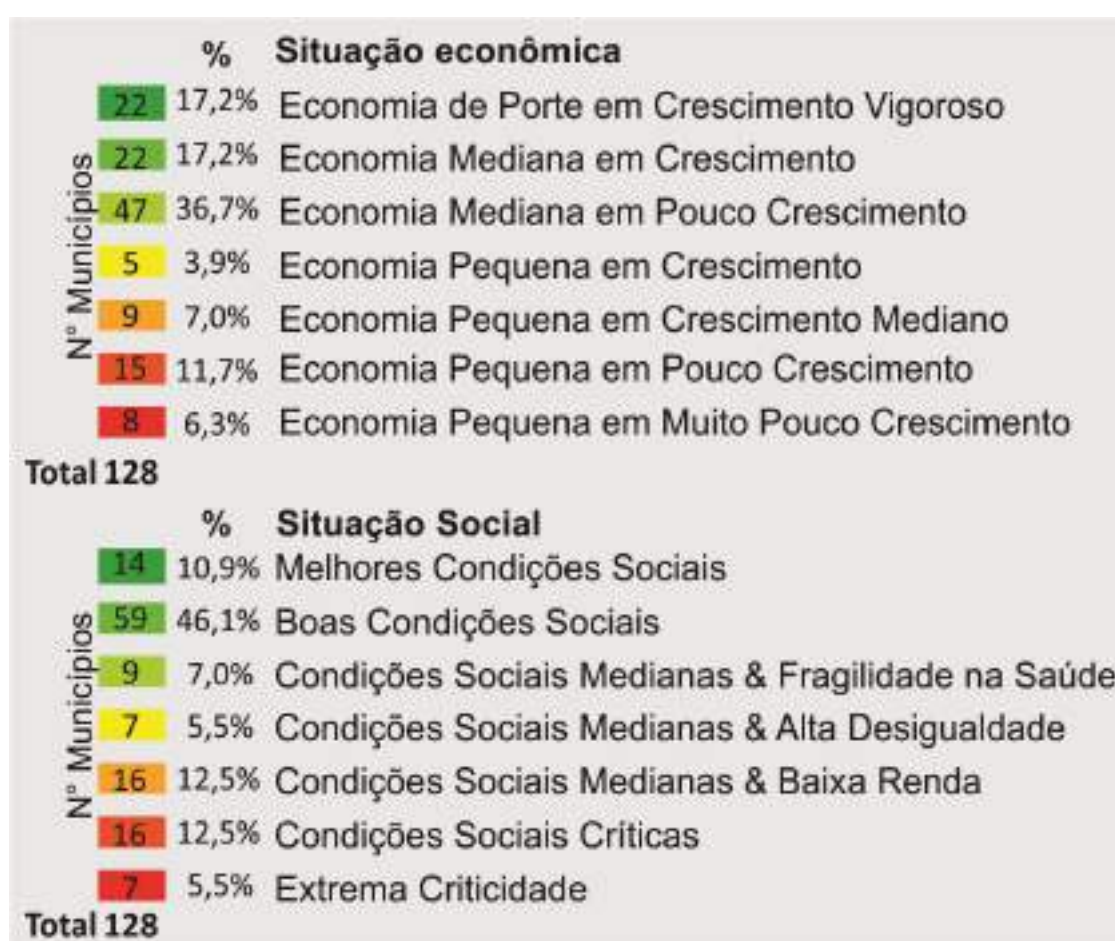 % Situação econômica
22 17,2% Economia de Porte em Crescimento Vigoroso
22 17,2% Economia Mediana em Crescimento
47 36,7% Economia Mediana em Pouco Crescimento
5 3,9% Economia Pequena em Crescimento
9 7,0% Economia Pequena em Crescimento Mediano
15 11,7% Economia Pequena em Pouco Crescimento
8 6,3% Economia Pequena em Muito Pouco Crescimento
N° Municípios
Total 128
% Situação Social
14 10,9% Melhores Condições Sociais
59 46,1% Boas Condições Sociais
9 7,0% Condições Sociais Medianas & Fragilidade na Saúde
7 5,5% Condições Sociais Medianas & Alta Desigualdade
16 12,5% Condições Sociais Medianas & Baixa Renda
16 12,5% Condições Sociais Críticas
7 5,5% Extrema Criticidade
N° Municípios
Total 128